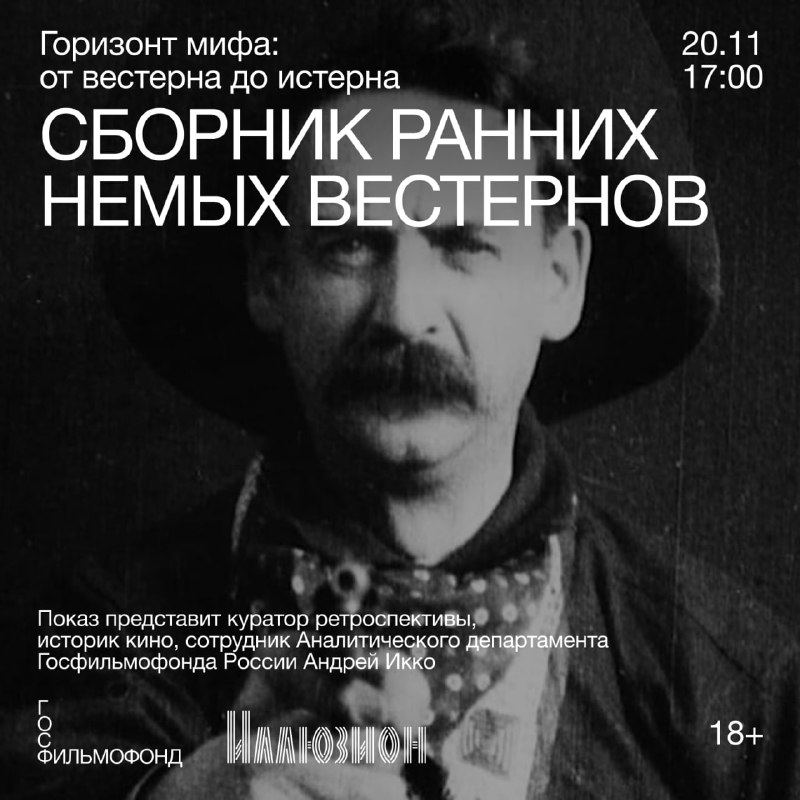 Горизонт мифа:
от вестерна до истерна
20.11
17:00
СБОРНИК РАННИХ
НЕМЫХ ВЕСТЕРНОВ
Показ представит куратор ретроспективы,
историк кино, сотрудник Аналитического департамента
Госфильмофонда России Андрей Икко
ГОС
ФИЛЬМОФОНД
Иллюзион
18+